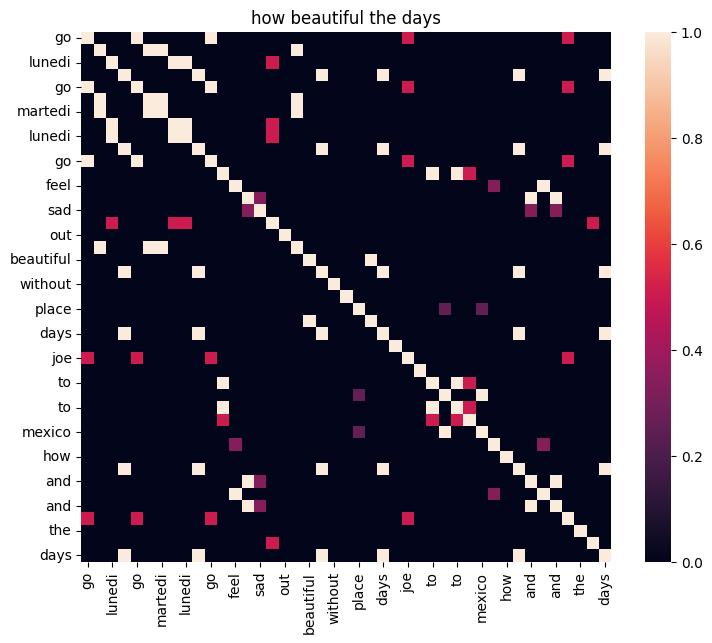 how beautiful the days
go
lunedi
go
martedi
lunedi
go
feel
sad
out
beautiful
without
place
days
joe
to
to
mexico
how
and
and
the
days
1.0
0.8
0.6
0.4
0.2
0.0
go
lunedi
go
martedi
lunedi
go
feel
sad
out
beautiful
without
place
days
joe
to
to
mexico
how
and
and
the
days